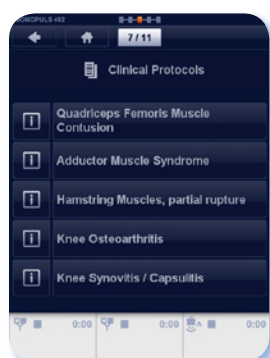 SONOPULS 492
7/11
Clinical Protocols
Quadriceps Femoris Muscle
Contusion
Adductor Muscle Syndrome
Hamstring Muscles, partial rupture
Knee Osteoarthritis
Knee Synovitis / Capsulitis
0:00 0:00 A 0:00